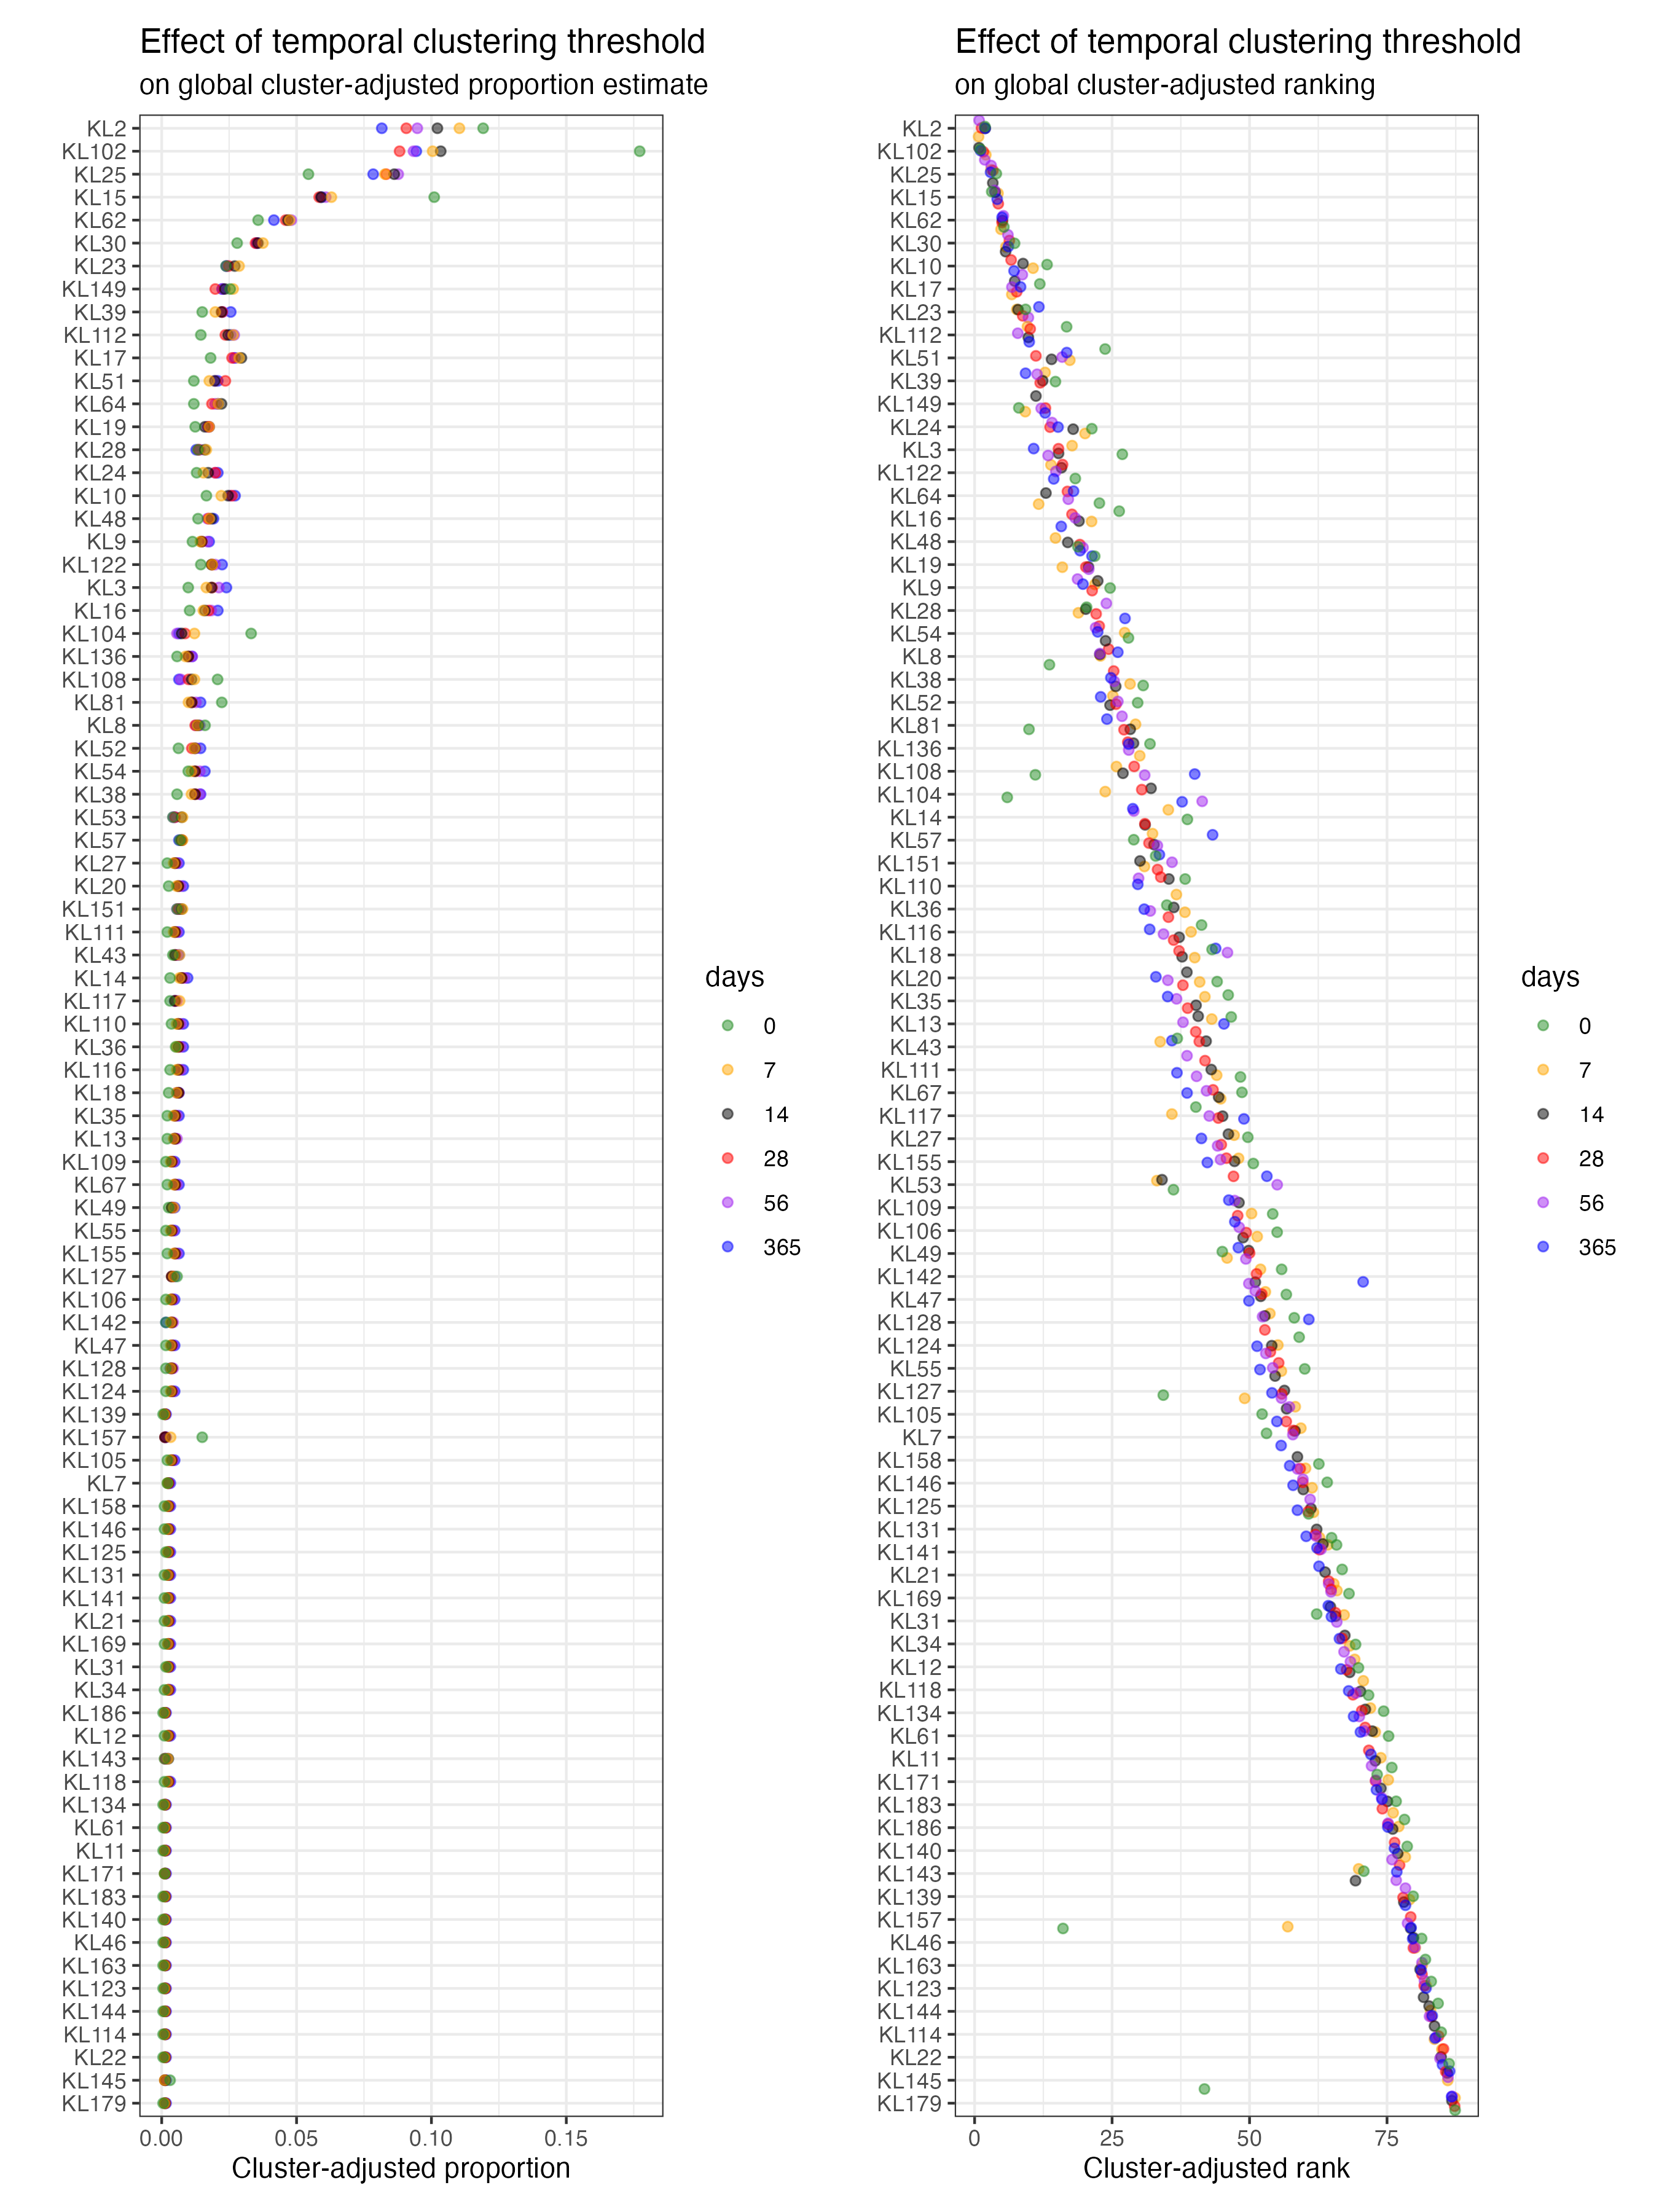 Effect of temporal clustering threshold
on global cluster-adjusted proportion estimate
KL2
KL102
KL25
KL15
KL62
KL30
KL23
KL149
KL39
KL112
KL17
KL51
KL64
KL19
KL28
KL24
KL10
KL48
KL9
KL122
KL3
KL16
KL104
KL136
KL108
KL81
KL8
KL52
KL54
KL38
KL53
KL57
KL27
KL20
KL151
KL111
KL43
KL14
KL117
KL110
KL36
KL116
KL18
KL35
KL13
KL109
KL67
KL49
KL55
KL155
KL127
KL106
KL142
KL47
KL128
KL124
KL139
KL157
KL105
KL7
KL158
KL146
KL125
KL131
KL141
KL21
KL169
KL31
KL34
KL186
KL12
KL143
KL118
KL134
KL61
KL11
KL171
KL183
KL140
KL46
KL163
KL123
KL144
KL114
KL22
KL145
KL179
0.00 0.05 0.10 0.15
Cluster-adjusted proportion
days
0
7
14
28
56
365
Effect of temporal clustering threshold
on global cluster-adjusted ranking
KL2
KL102
KL25
KL15
KL62
KL30
KL10
KL17
KL23
KL112
KL51
KL39
KL149
KL24
KL3
KL122
KL64
KL16
KL48
KL19
KL9
KL28
KL54
KL8
KL38
KL52
KL81
KL136
KL108
KL104
KL14
KL57
KL151
KL110
KL36
KL116
KL18
KL20
KL35
KL13
KL43
KL111
KL67
KL117
KL27
KL155
KL53
KL109
KL106
KL49
KL142
KL47
KL128
KL124
KL55
KL127
KL105
KL7
KL158
KL146
KL125
KL131
KL141
KL21
KL169
KL31
KL34
KL12
KL118
KL134
KL61
KL11
KL171
KL183
KL186
KL140
KL143
KL139
KL157
KL46
KL163
KL123
KL144
KL114
KL22
KL145
KL179
0 25 50 75
Cluster-adjusted rank
days
0
7
14
28
56
365